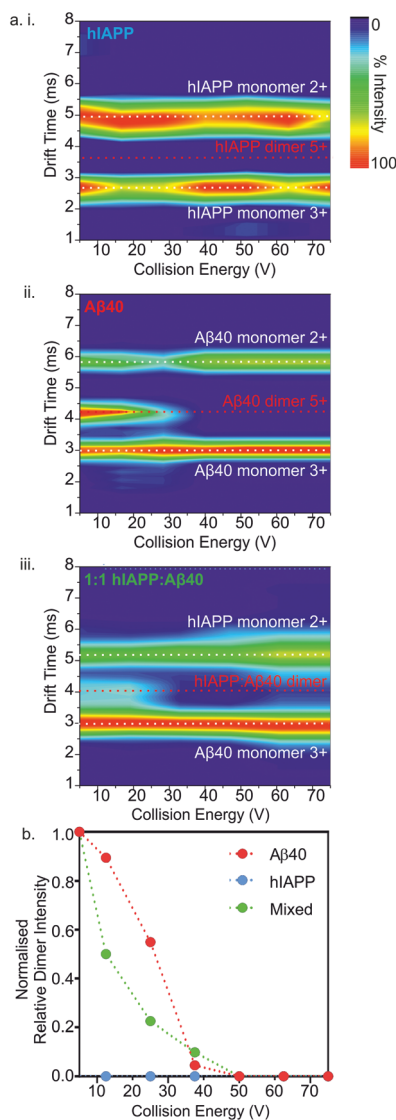 a. i.
hIAPP
hIAPP monomer 2+
hIAPP dimer 5+
hIAPP monomer 3+
Drift Time (ms)
8
7
6
5
4
3
2
1
10 20 30 40 50 60 70
Collision Energy (V)
0
% Intensity
100
ii.
Aβ40
Aβ40 monomer 2+
Aβ40 dimer 5+
Aβ40 monomer 3+
Drift Time (ms)
8
7
6
5
4
3
2
1
10 20 30 40 50 60 70
Collision Energy (V)
iii.
1:1 hIAPP:Aβ40
hIAPP monomer 2+
hIAPP:Aβ40 dimer
Aβ40 monomer 3+
Drift Time (ms)
8
7
6
5
4
3
2
1
10 20 30 40 50 60 70
Collision Energy (V)
b.
Aβ40
hIAPP
Mixed
Normalised
Relative Dimer Intensity
1.0
0.8
0.6
0.4
0.2
0.0
10 20 30 40 50 60 70
Collision Energy (V)